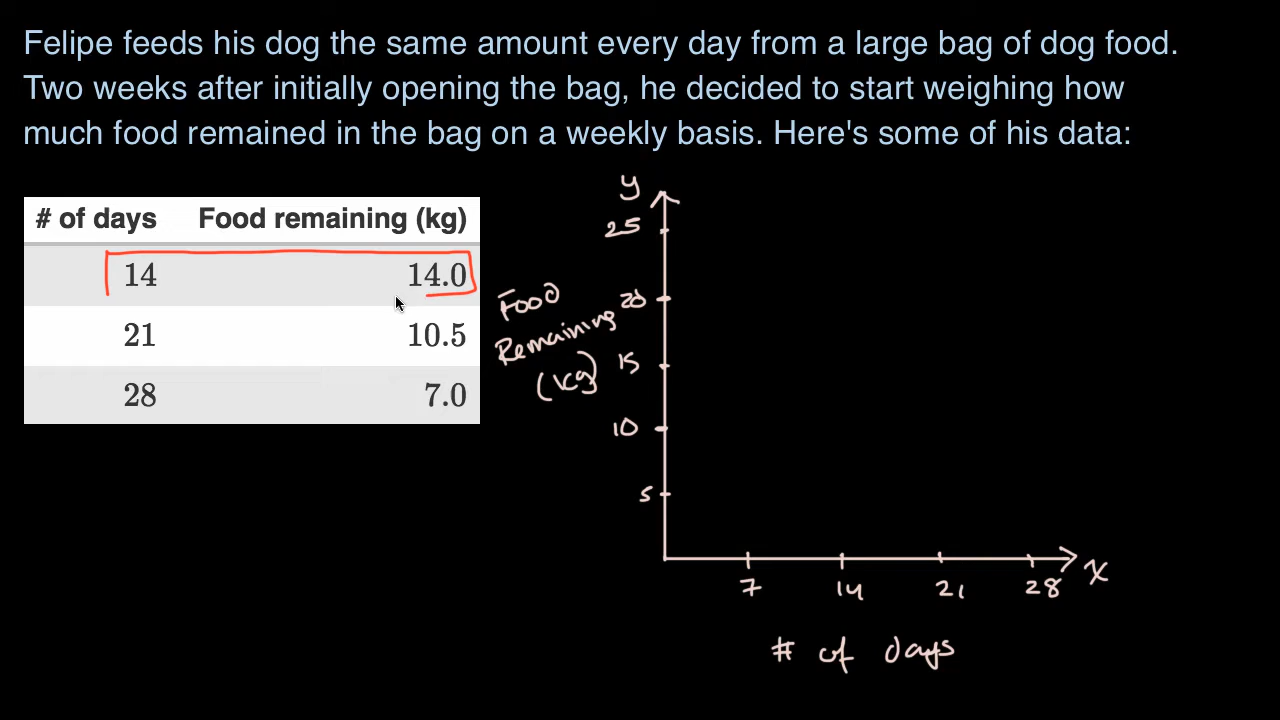 Felipe feeds his dog the same amount every day from a large bag of dog food.
Two weeks after initially opening the bag, he decided to start weighing how
much food remained in the bag on a weekly basis. Here's some of his data:
# of days Food remaining (kg)
14 14.0
21 10.5
28 7.0
y
25
20
15
10
5
Food
Remaining
(kg)
7 14 21 28 x
# of days